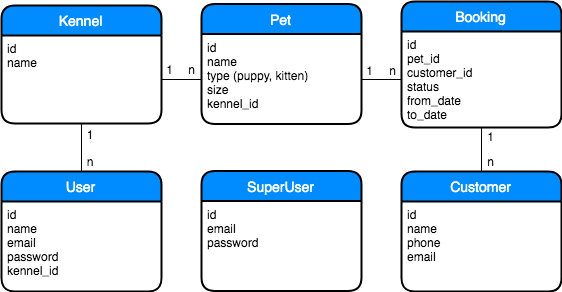 Kennel
id
name
Pet
id
name
type (puppy, kitten)
size
kennel_id
Booking
id
pet_id
customer_id
status
from_date
to_date
1 n
1 n
1
n
1
n
User
id
name
email
password
kennel_id
SuperUser
id
email
password
Customer
id
name
phone
email